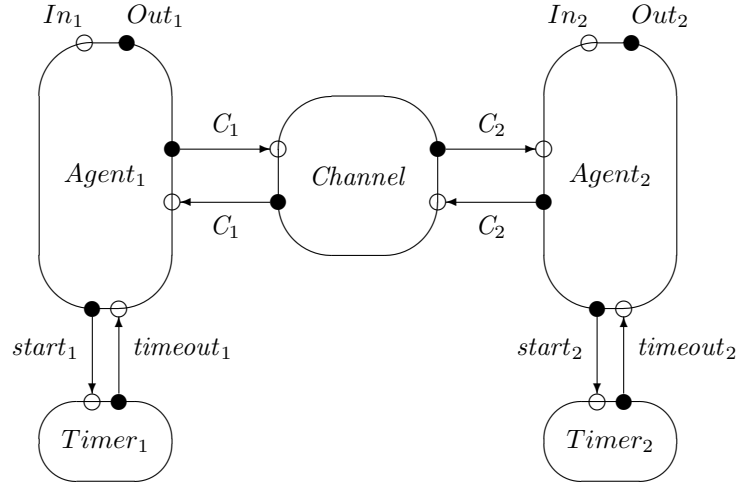 In₁ Out₁ In₂ Out₂
C₁ C₂
Agent₁ Channel Agent₂
C₁ C₂
start₁ timeout₁ start₂ timeout₂
Timer₁ Timer₂